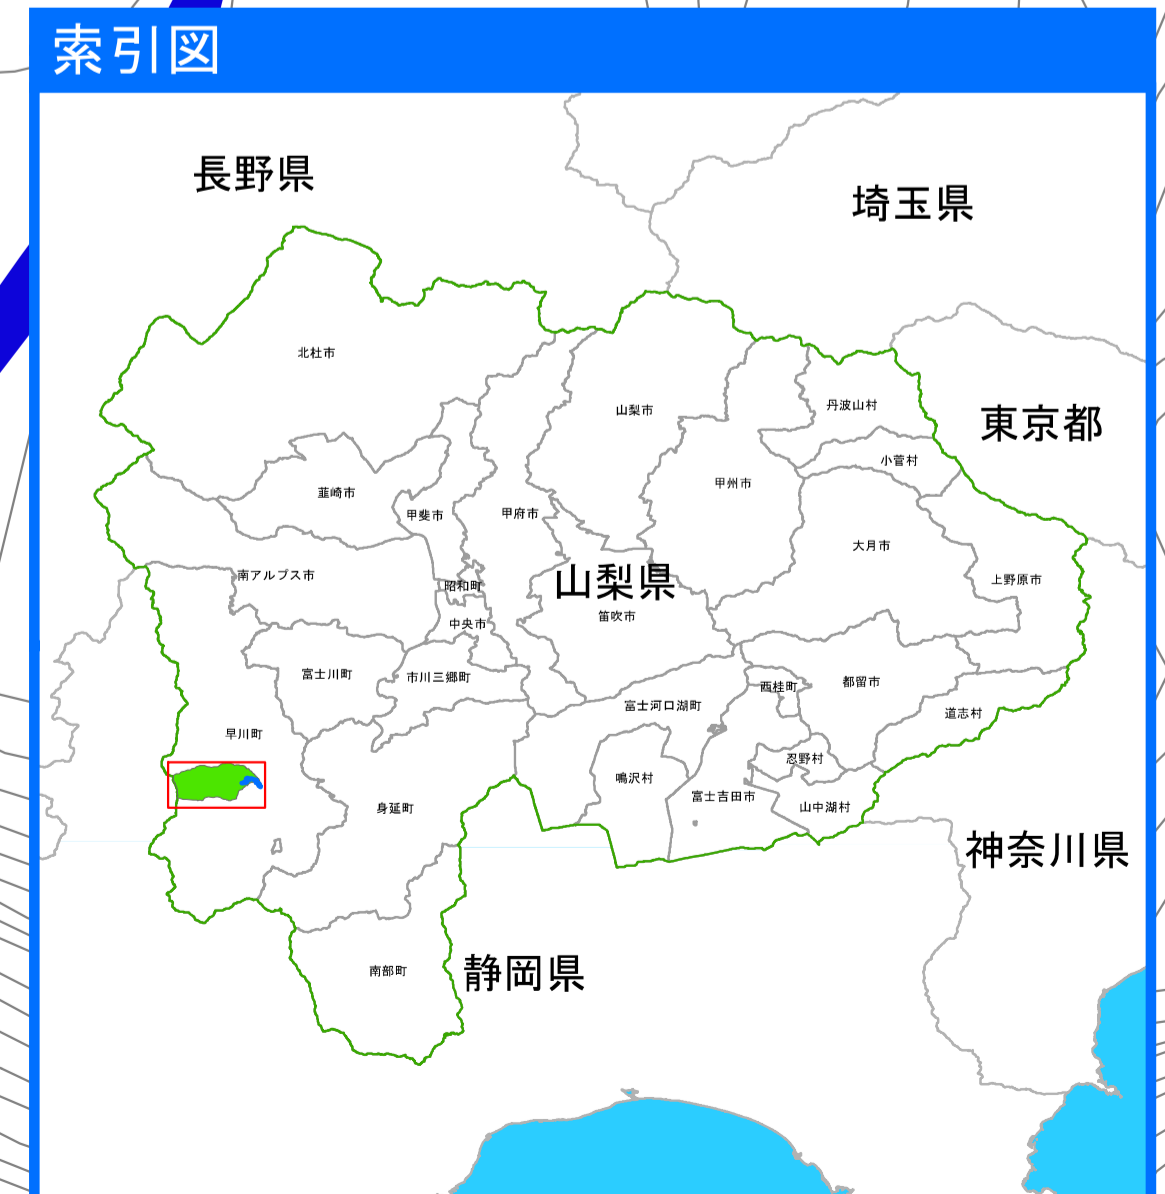 索引図
長野県
埼玉県
北杜市
丹波山村
山梨市
東京都
小菅村
甲州市
韮崎市
甲府市
甲斐市
大月市
南アルプス市
上野原市
山梨県
昭和町
笛吹市
中央市
富士川町
市川三郷町
都留市
西桂町
富士河口湖町
道志村
早川町
忍野村
鳴沢村
富士吉田市
山中湖村
身延町
神奈川県
南部町
静岡県